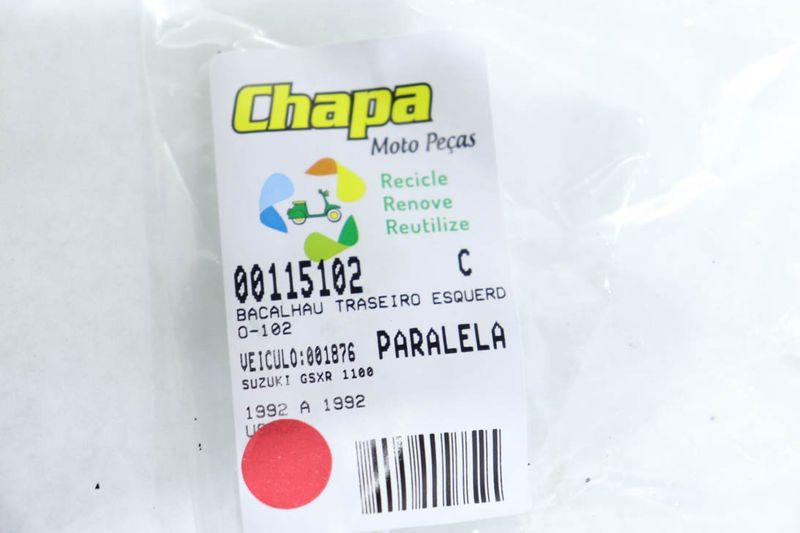 Chapa
Moto Peças
Recicle
Renove
Reutilize
00115102 C
BACALHAU TRASEIRO ESQUERD
O-102
VEICULO:001876 PARALELA
SUZUKI GSXR 1100
1992 A 1992